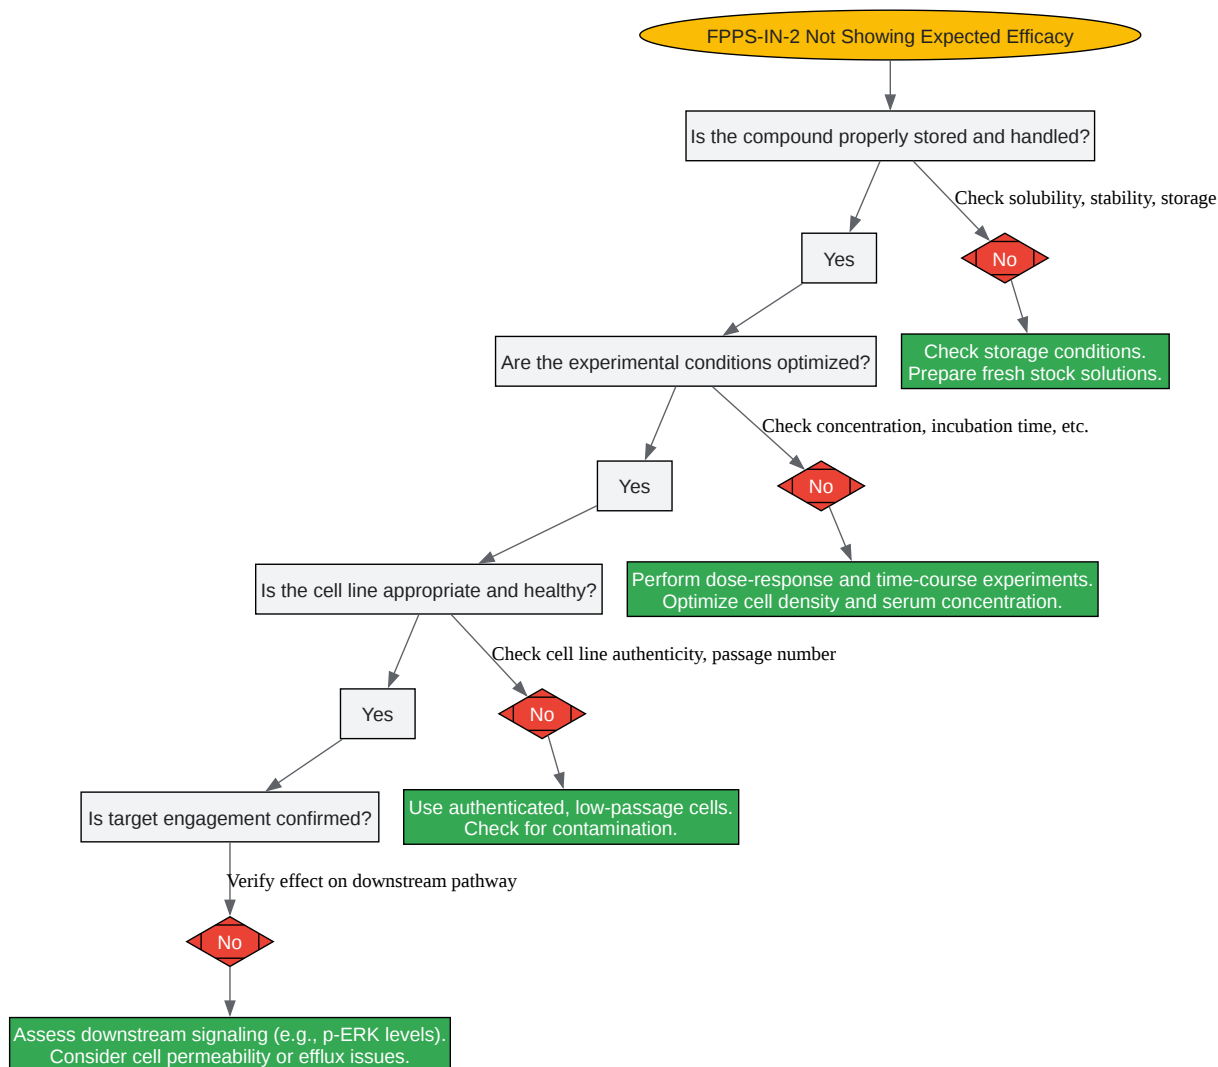 FPPS-IN-2 Not Showing Expected Efficacy
Is the compound properly stored and handled?
Check solubility, stability, storage
Yes
No
Check storage conditions.
Prepare fresh stock solutions.
Are the experimental conditions optimized?
Check concentration, incubation time, etc.
Yes
No
Perform dose-response and time-course experiments.
Optimize cell density and serum concentration.
Is the cell line appropriate and healthy?
Check cell line authenticity, passage number
Yes
No
Use authenticated, low-passage cells.
Check for contamination.
Is target engagement confirmed?
Verify effect on downstream pathway
No
Assess downstream signaling (e.g., p-ERK levels).
Consider cell permeability or efflux issues.